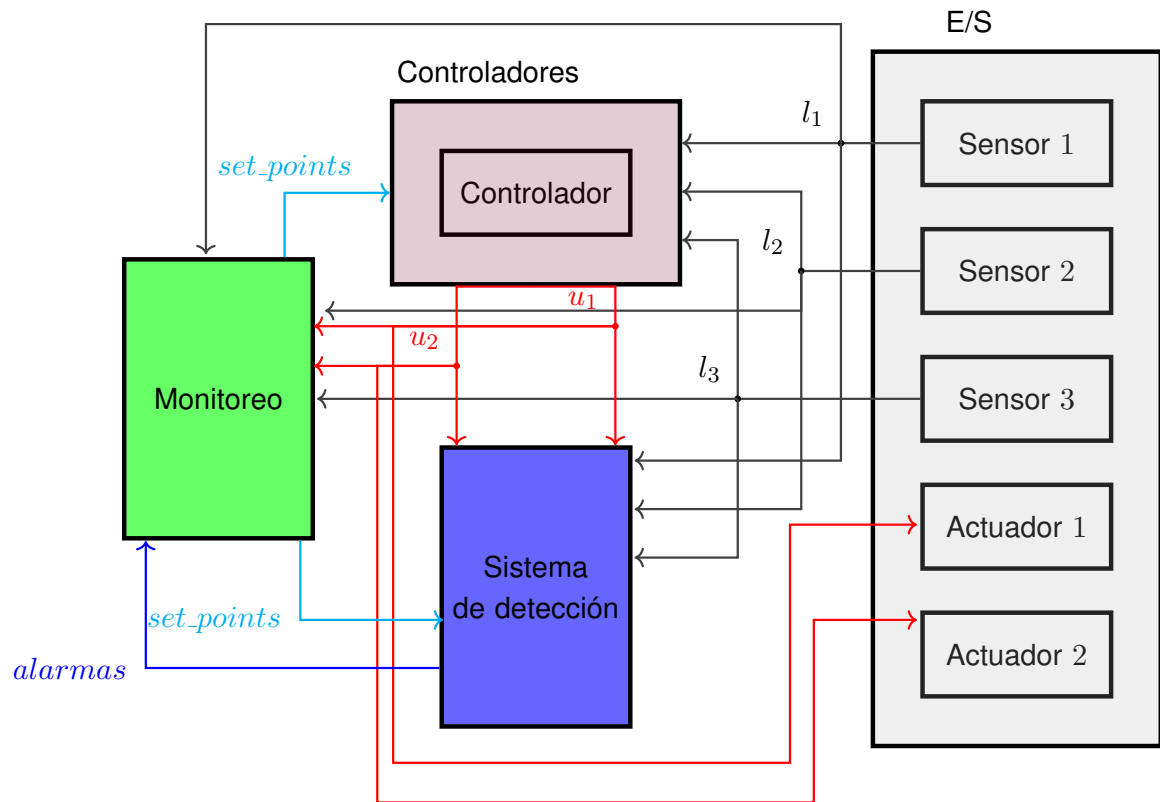 E/S
Controladores
l₁
Sensor 1
set_points
Controlador
l₂
Sensor 2
u₁
u₂
l₃
Monitoreo
Sensor 3
Actuador 1
Sistema
de detección
set_points
alarmas
Actuador 2